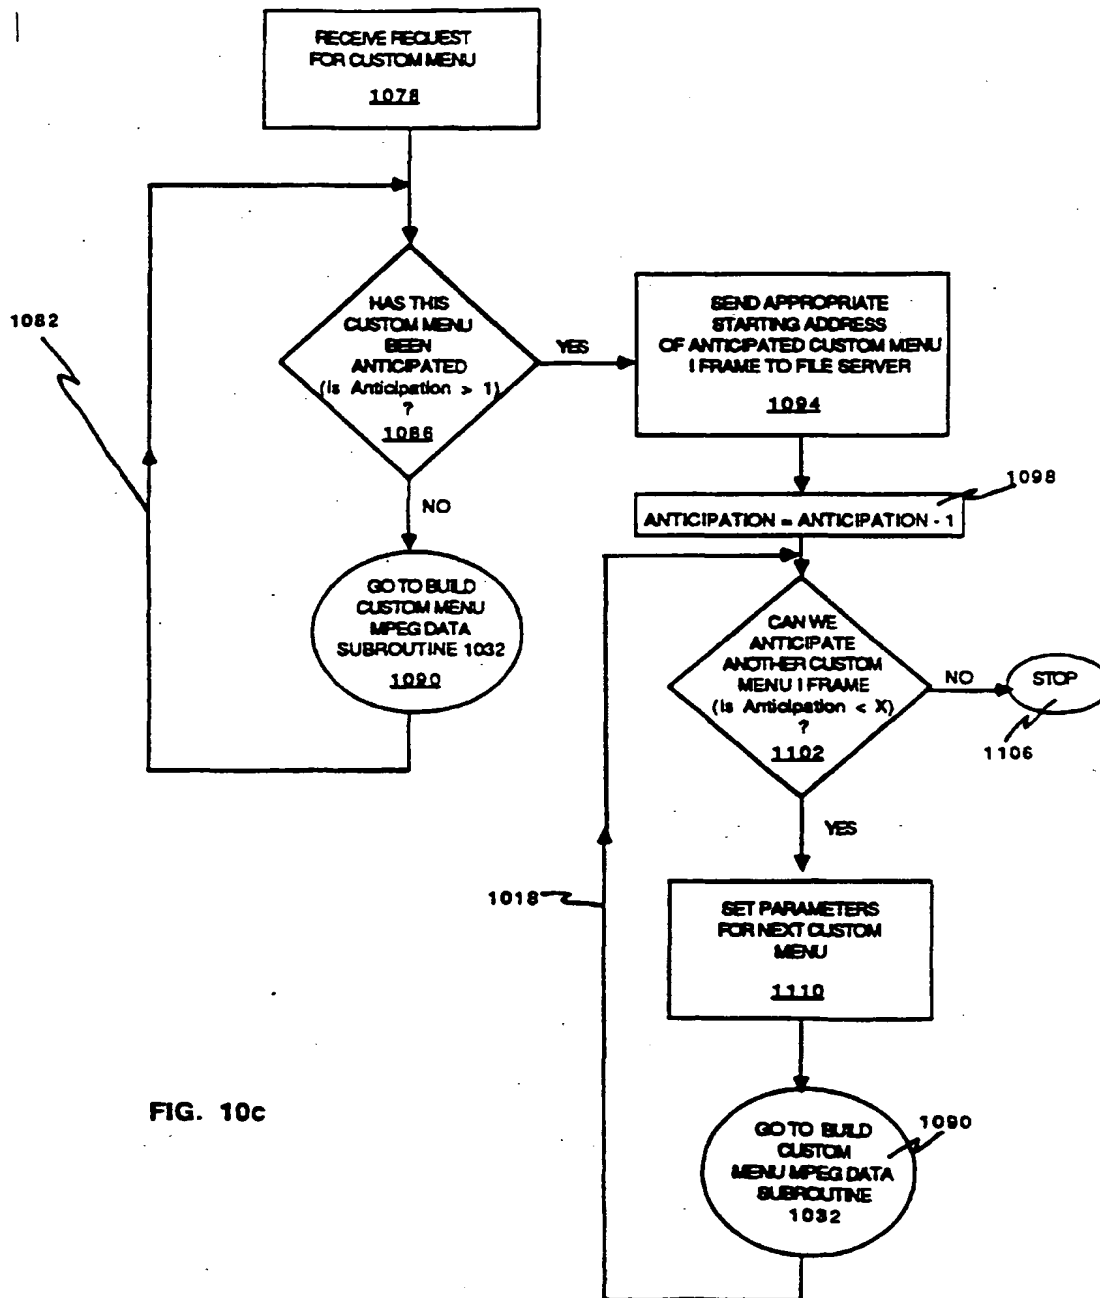 RECEIVE REQUEST
FOR CUSTOM MENU
1078
1082
HAS THIS
CUSTOM MENU
BEEN
ANTICIPATED
(Is Anticipation > 1)
?
1086
YES
SEND APPROPRIATE
STARTING ADDRESS
OF ANTICIPATED CUSTOM MENU
I FRAME TO FILE SERVER
1094
NO
1098
ANTICIPATION = ANTICIPATION - 1
GO TO BUILD
CUSTOM MENU
MPEG DATA
SUBROUTINE 1032
1090
CAN WE
ANTICIPATE
ANOTHER CUSTOM
MENU I FRAME
(Is Anticipation < X)
?
1102
NO
STOP
1106
YES
1018
SET PARAMETERS
FOR NEXT CUSTOM
MENU
1110
FIG. 10c
1090
GO TO BUILD
CUSTOM
MENU MPEG DATA
SUBROUTINE
1032